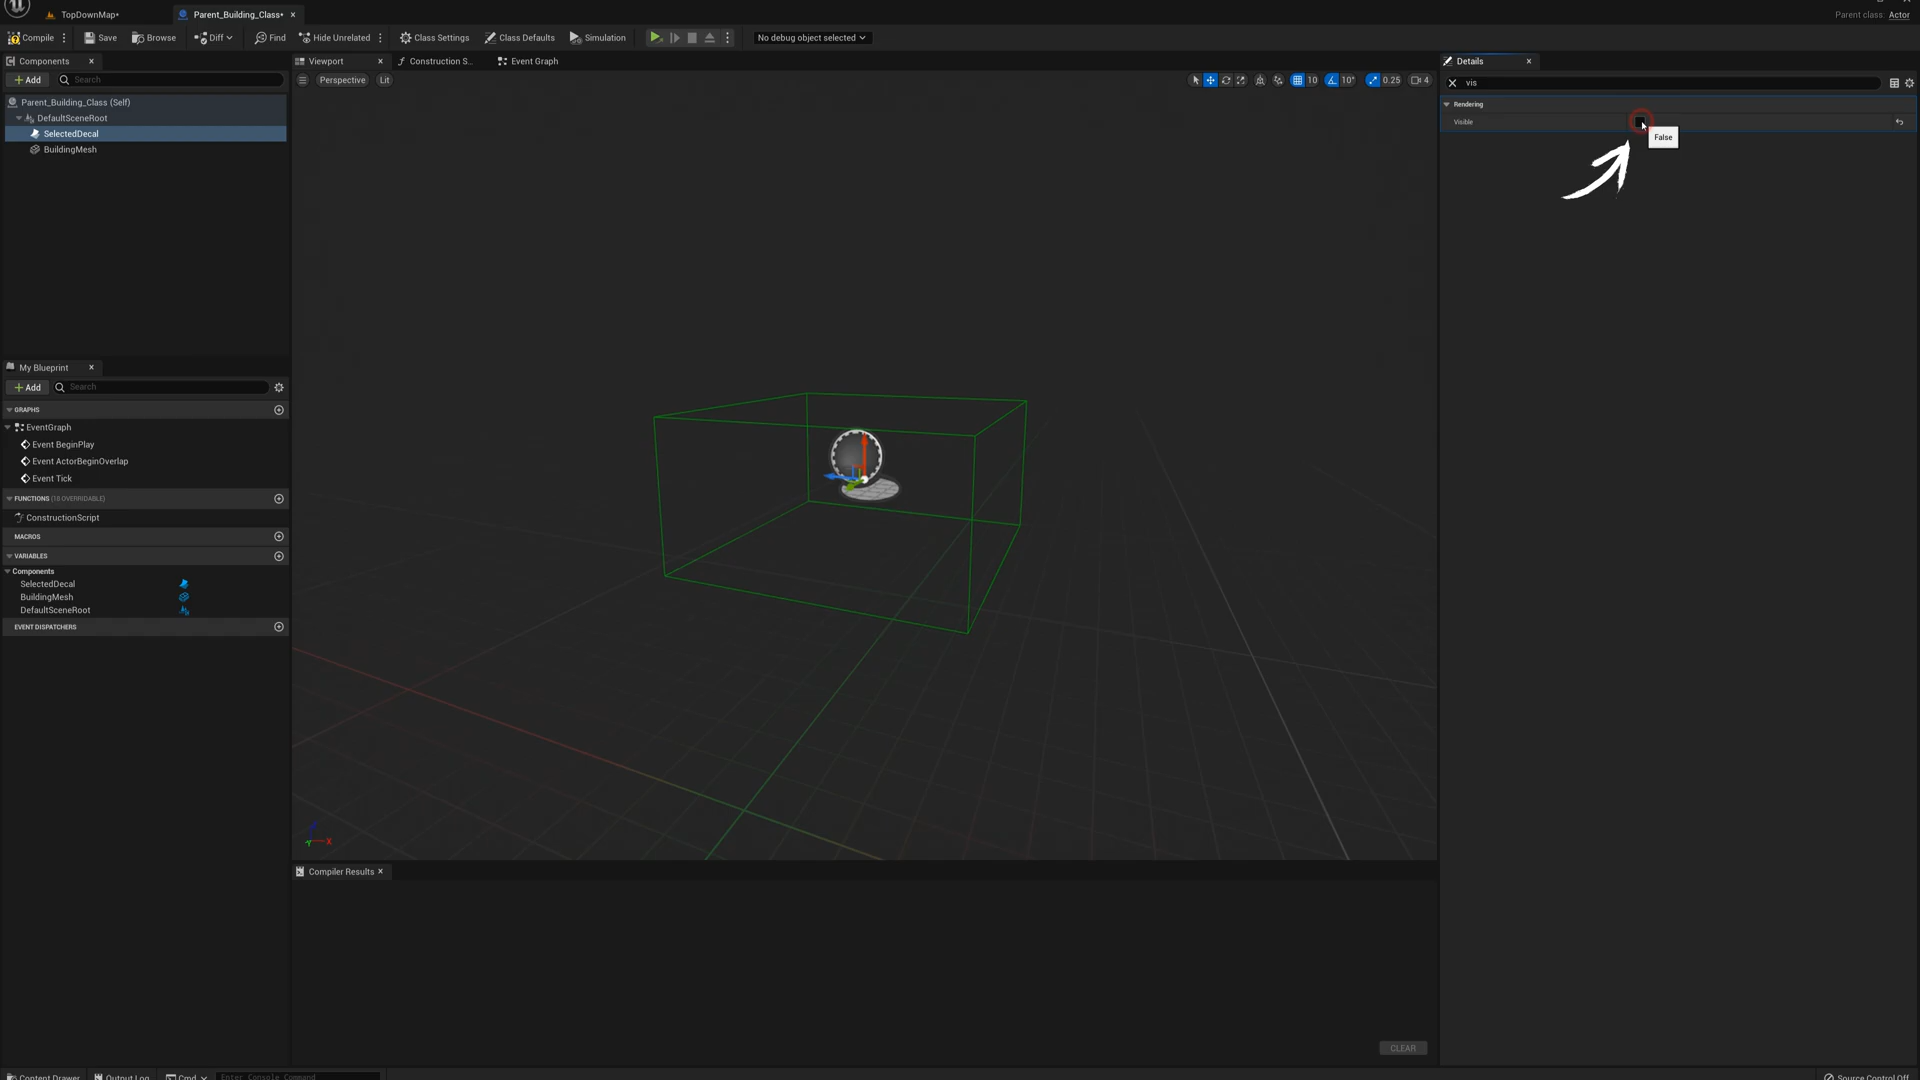 TopDownMap*
Parent_Building_Class*
Parent class: Actor
Compile
Save
Browse
Diff
Find
Hide Unrelated
Class Settings
Class Defaults
Simulation
No debug object selected
Components
Viewport
Construction S...
Event Graph
Details
+ Add
Search
Perspective
Lit
10
10°
0.25
4
vis
Parent_Building_Class (Self)
DefaultSceneRoot
SelectedDecal
BuildingMesh
Rendering
Visible
False
My Blueprint
+ Add
Search
GRAPHS
EventGraph
Event BeginPlay
Event ActorBeginOverlap
Event Tick
FUNCTIONS (18 OVERRIDABLE)
ConstructionScript
MACROS
VARIABLES
Components
SelectedDecal
BuildingMesh
DefaultSceneRoot
EVENT DISPATCHERS
X
Compiler Results
CLEAR
Content Drawer
Output Log
Cmd
Enter Console Command
Source Control Off